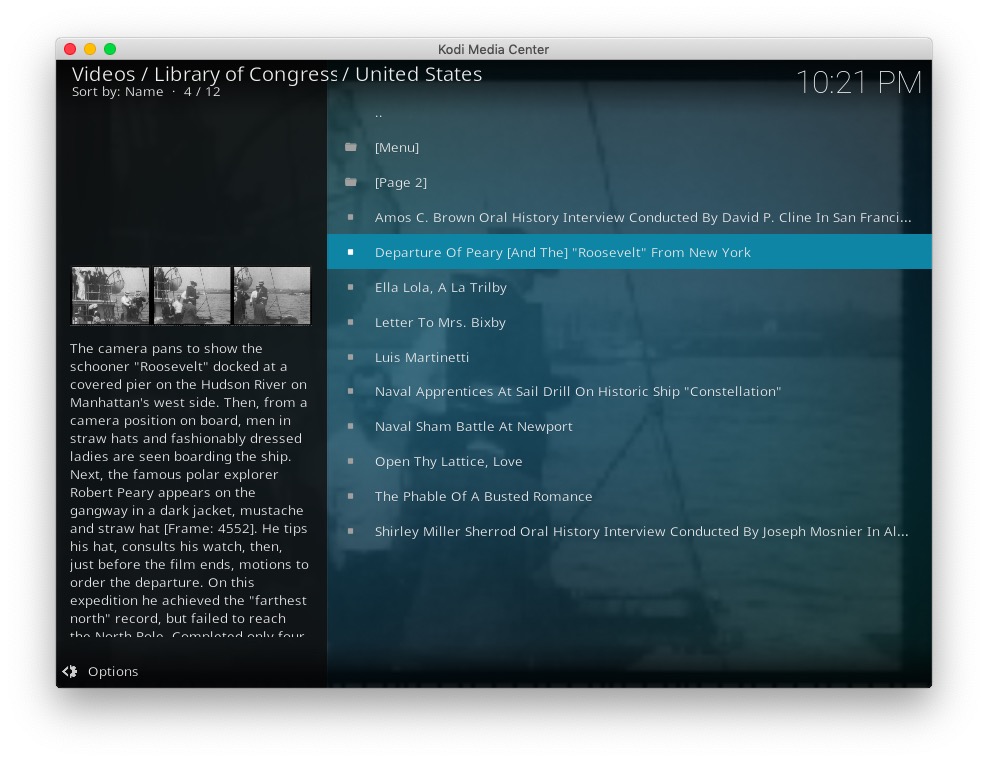 Kodi Media Center
Videos / Library of Congress / United States
Sort by: Name · 4 / 12
10:21 PM
..
[Menu]
[Page 2]
Amos C. Brown Oral History Interview Conducted By David P. Cline In San Franci...
Departure Of Peary [And The] "Roosevelt" From New York
Ella Lola, A La Trilby
Letter To Mrs. Bixby
Luis Martinetti
Naval Apprentices At Sail Drill On Historic Ship "Constellation"
Naval Sham Battle At Newport
Open Thy Lattice, Love
The Phable Of A Busted Romance
Shirley Miller Sherrod Oral History Interview Conducted By Joseph Mosnier In Al...
The camera pans to show the
schooner "Roosevelt" docked at a
covered pier on the Hudson River on
Manhattan's west side. Then, from a
camera position on board, men in
straw hats and fashionably dressed
ladies are seen boarding the ship.
Next, the famous polar explorer
Robert Peary appears on the
gangway in a dark jacket, mustache
and straw hat [Frame: 4552]. He tips
his hat, consults his watch, then,
just before the film ends, motions to
order the departure. On this
expedition he achieved the "farthest
north" record, but failed to reach
the North Pole. Completed only four
Options